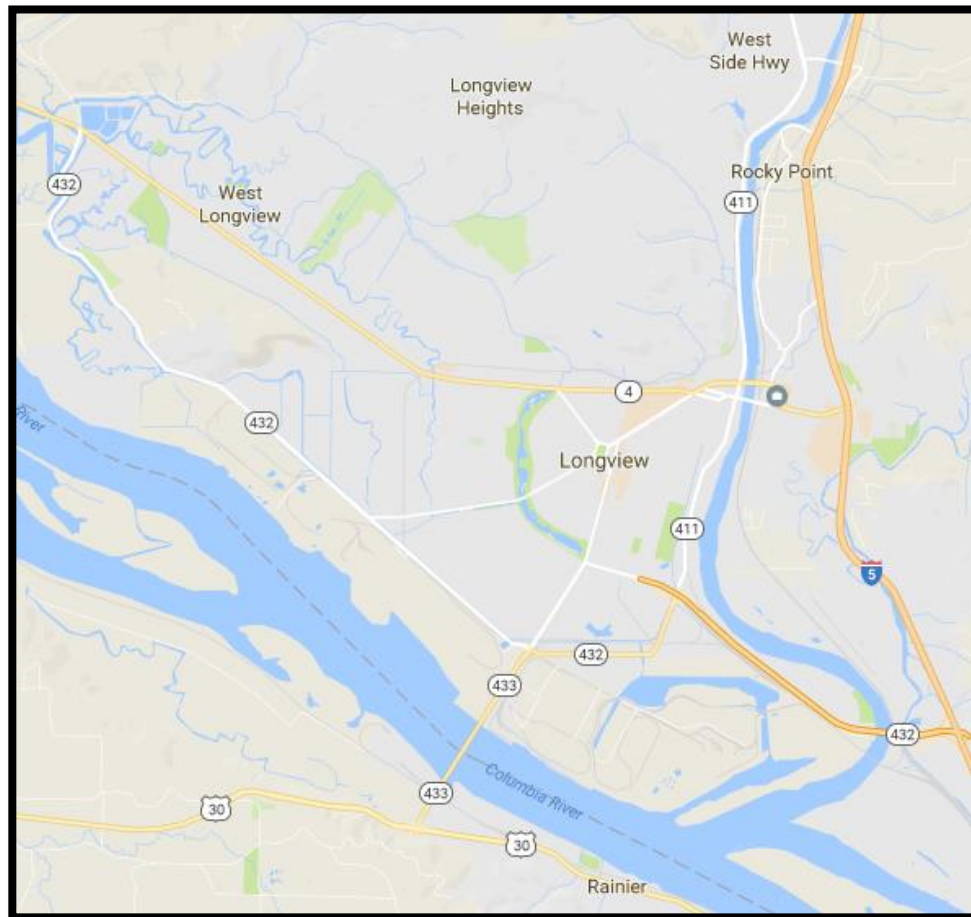 West
Side Hwy
Longview
Heights
Rocky Point
432
West
Longview
411
4
River
432
Longview
411
5
432
433
432
Columbia River
433
30
30
Rainier